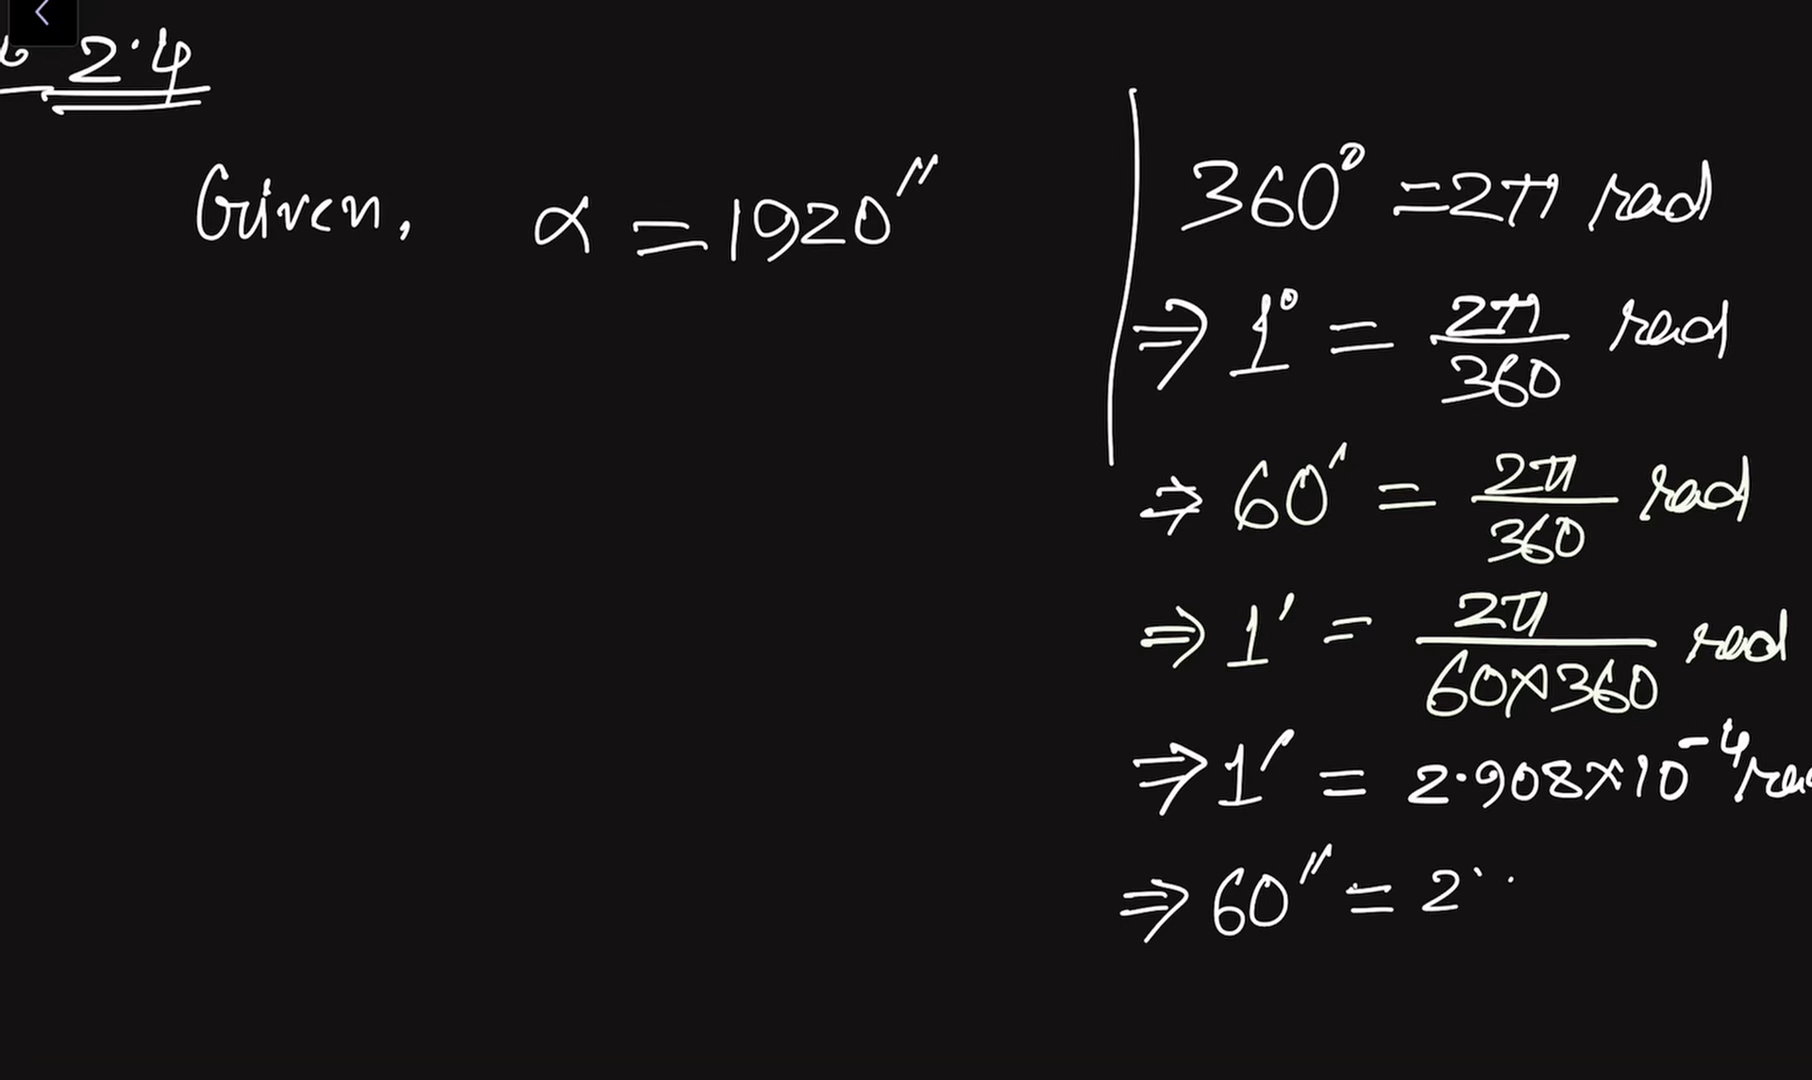 2.4
Given, α = 1920″
360° = 2π rad
⇒ 1° = 2π/360 rad
⇒ 60′ = 2π/360 rad
⇒ 1′ = 2π/60×360 rad
⇒ 1′ = 2.908×10⁻⁴ rad
⇒ 60″ = 2..